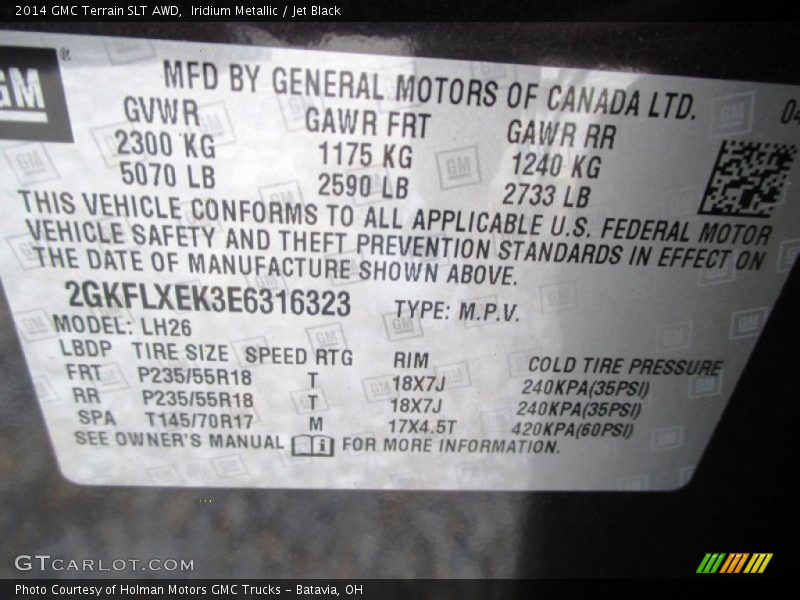 2014 GMC Terrain SLT AWD, Iridium Metallic / Jet Black
GM®
MFD BY GENERAL MOTORS OF CANADA LTD. 04
GVWR GAWR FRT GAWR RR
2300 KG 1175 KG 1240 KG
5070 LB 2590 LB 2733 LB
THIS VEHICLE CONFORMS TO ALL APPLICABLE U.S. FEDERAL MOTOR
VEHICLE SAFETY AND THEFT PREVENTION STANDARDS IN EFFECT ON
THE DATE OF MANUFACTURE SHOWN ABOVE.
2GKFLXEK3E6316323 TYPE: M.P.V.
MODEL: LH26
LBDP TIRE SIZE SPEED RTG RIM COLD TIRE PRESSURE
FRT P235/55R18 T 18X7J 240KPA(35PSI)
RR P235/55R18 T 18X7J 240KPA(35PSI)
SPA T145/70R17 M 17X4.5T 420KPA(60PSI)
SEE OWNER'S MANUAL FOR MORE INFORMATION.
GTCARLOT.COM
Photo Courtesy of Holman Motors GMC Trucks - Batavia, OH